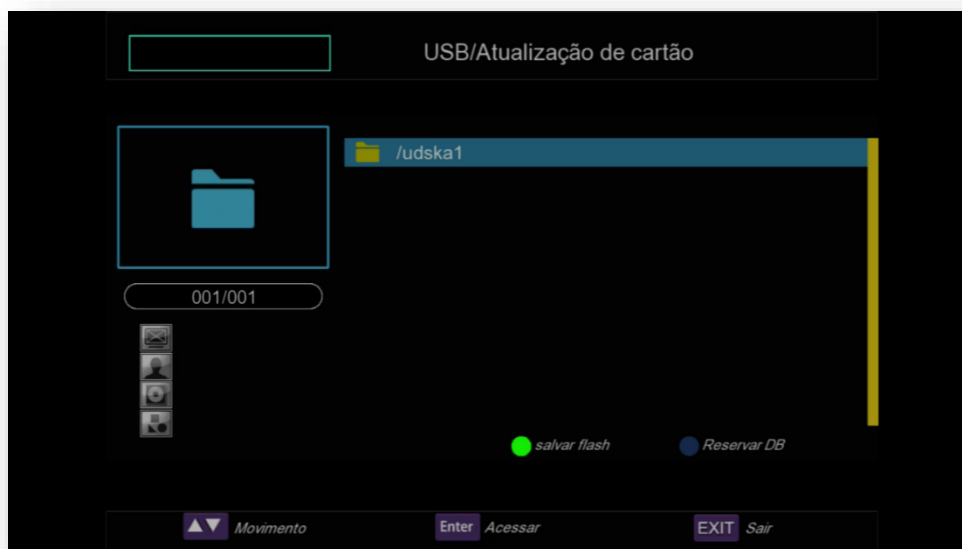 USB/Atualização de cartão
/udska1
001/001
salvar flash
Reservar DB
Movimento
Enter Acessar
EXIT Sair